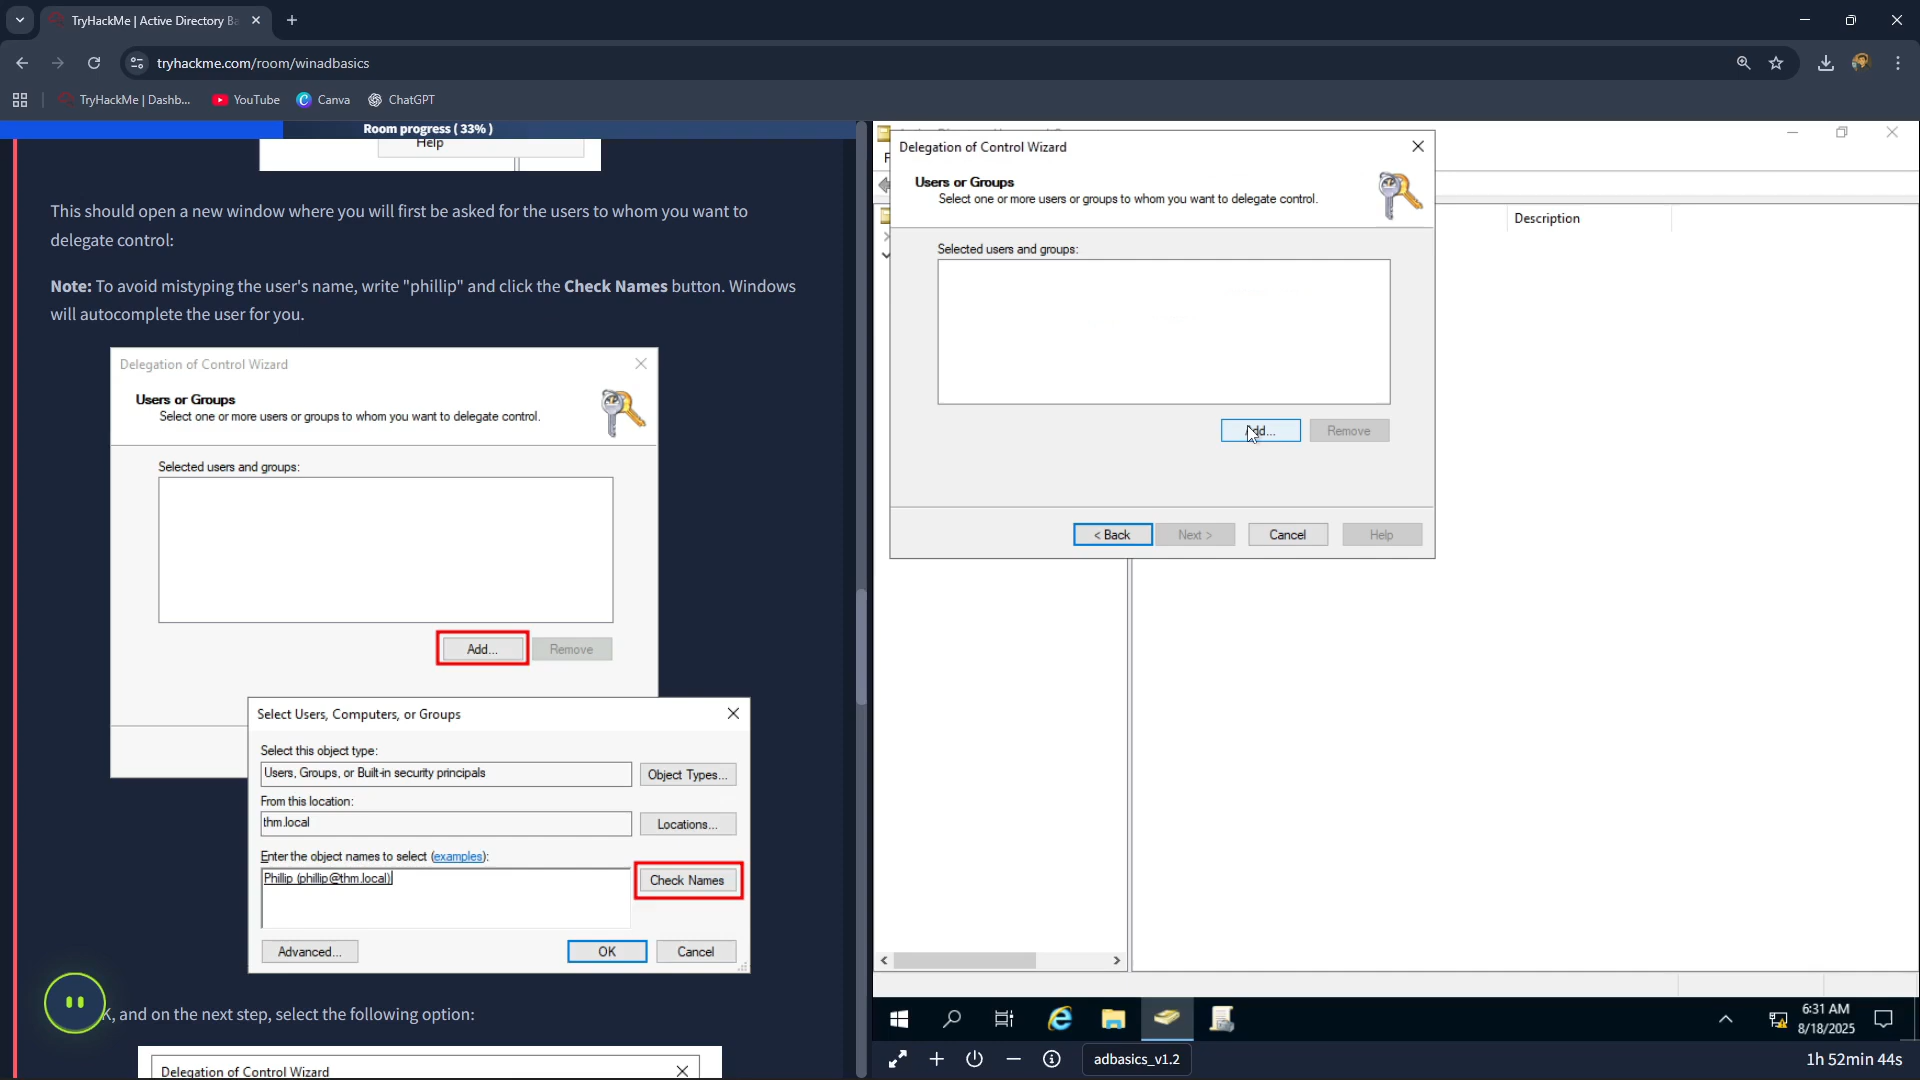 TryHackMe | Active Directory Ba
tryhackme.com/room/winadbasics
TryHackMe | Dashb...
YouTube
Canva
ChatGPT
Room progress ( 33% )
Help
This should open a new window where you will first be asked for the users to whom you want to
delegate control:
Note: To avoid mistyping the user's name, write "phillip" and click the Check Names button. Windows
will autocomplete the user for you.
Delegation of Control Wizard
Users or Groups
Select one or more users or groups to whom you want to delegate control.
Selected users and groups:
Add...
Remove
Select Users, Computers, or Groups
Select this object type:
Users, Groups, or Built-in security principals
Object Types...
From this location:
thm.local
Locations...
Enter the object names to select (examples):
Phillip (phillip@thm.local)
Check Names
Advanced...
OK
Cancel
, and on the next step, select the following option:
Delegation of Control Wizard
Delegation of Control Wizard
Users or Groups
Select one or more users or groups to whom you want to delegate control.
Selected users and groups:
Add...
Remove
< Back
Next >
Cancel
Help
Description
6:31 AM
8/18/2025
adbasics_v1.2
1h 52min 44s